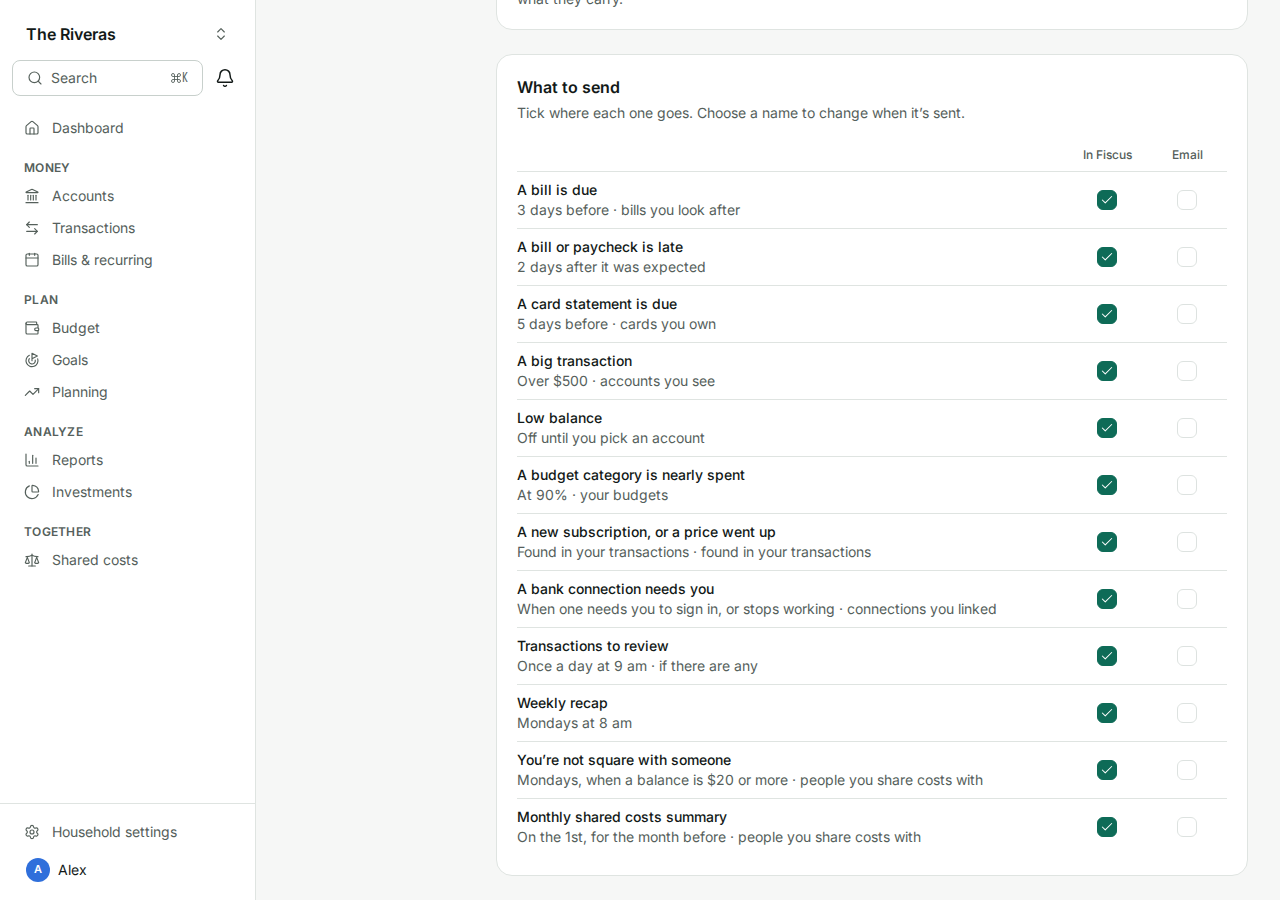 The Riveras
Search ⌘K
Dashboard
MONEY
Accounts
Transactions
Bills & recurring
PLAN
Budget
Goals
Planning
ANALYZE
Reports
Investments
TOGETHER
Shared costs
Household settings
A Alex
what they carry.
What to send
Tick where each one goes. Choose a name to change when it’s sent.
In Fiscus Email
A bill is due
3 days before · bills you look after
A bill or paycheck is late
2 days after it was expected
A card statement is due
5 days before · cards you own
A big transaction
Over $500 · accounts you see
Low balance
Off until you pick an account
A budget category is nearly spent
At 90% · your budgets
A new subscription, or a price went up
Found in your transactions · found in your transactions
A bank connection needs you
When one needs you to sign in, or stops working · connections you linked
Transactions to review
Once a day at 9 am · if there are any
Weekly recap
Mondays at 8 am
You’re not square with someone
Mondays, when a balance is $20 or more · people you share costs with
Monthly shared costs summary
On the 1st, for the month before · people you share costs with